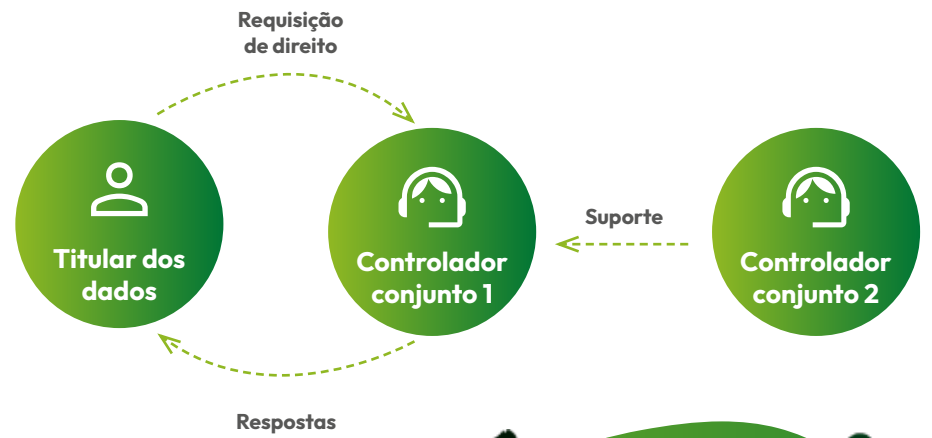 Requisição
de direito
Titular dos
dados
Controlador
conjunto 1
Suporte
Controlador
conjunto 2
Respostas